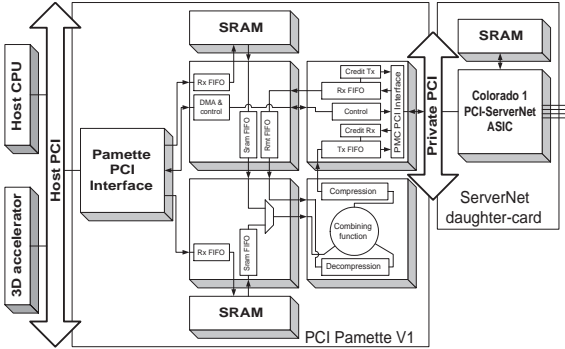 Host CPU
3D accelerator
Host PCI
Pamette
PCI
Interface
SRAM
Rx FIFO
DMA &
control
Sram FIFO
Rmt FIFO
Credit Tx
Rx FIFO
Control
Credit Rx
Tx FIFO
PMC PCI Interface
Rx FIFO
Sram FIFO
SRAM
Compression
Combining
function
Decompression
PCI Pamette V1
Private PCI
SRAM
Colorado 1
PCI-ServerNet
ASIC
ServerNet
daughter-card